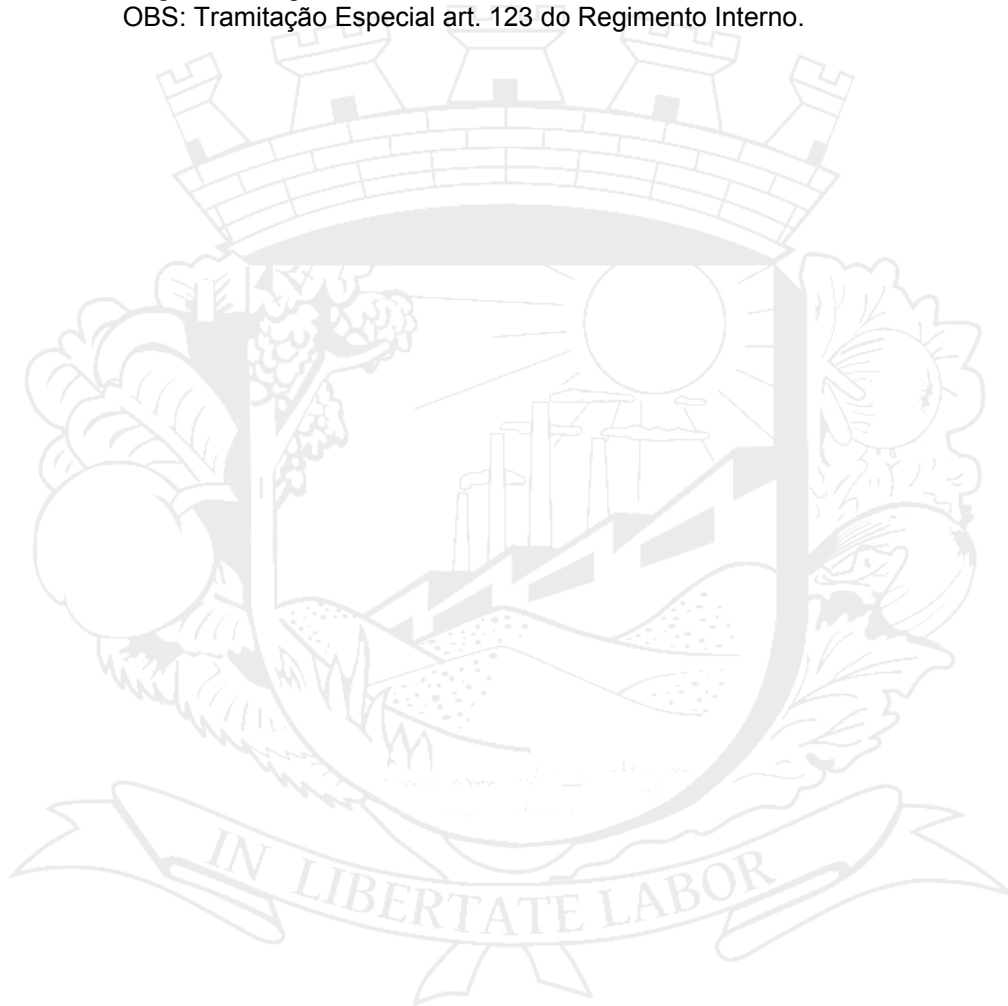 OBS: Tramitação Especial art. 123 do Regimento Interno.
IN LIBERTATE LABOR